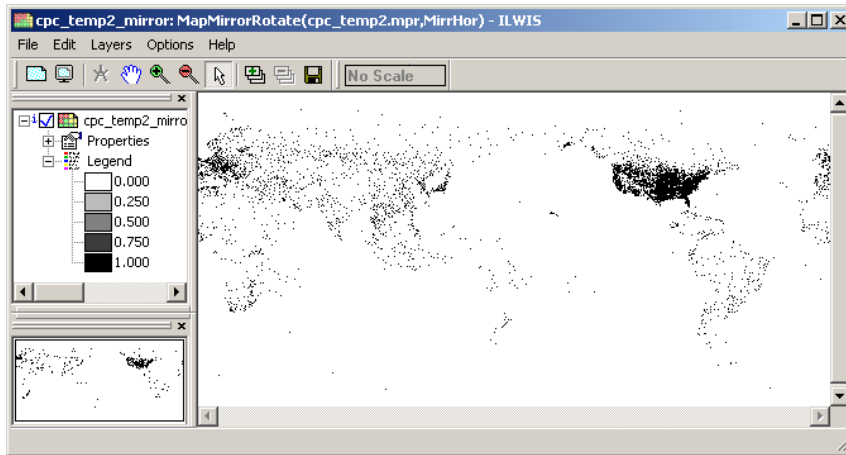 cpc_temp2_mirror: MapMirrorRotate(cpc_temp2.mpr,MirrHor) - ILWIS
File Edit Layers Options Help
No Scale
cpc_temp2_mirro
Properties
Legend
0.000
0.250
0.500
0.750
1.000